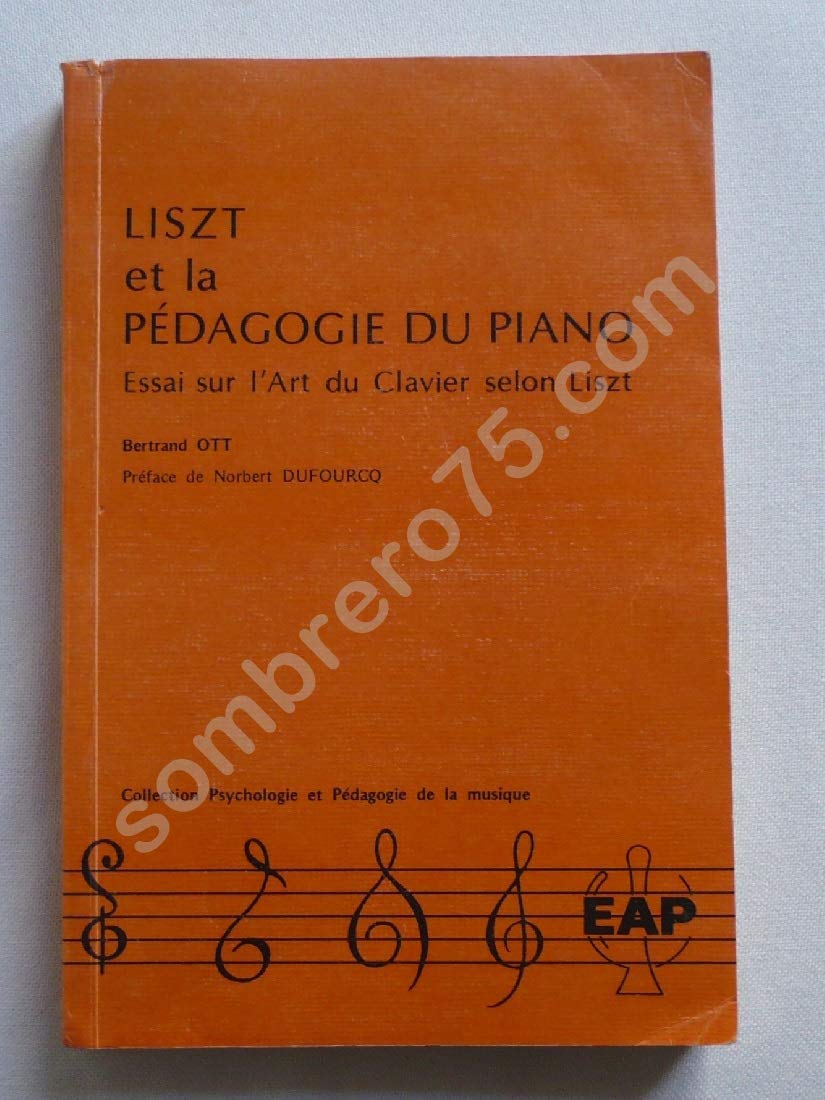 LISZT
et la
PÉDAGOGIE DU PIANO
Essai sur l'Art du Clavier selon Liszt
Bertrand OTT
Préface de Norbert DUFOURCQ
sombrero75.com
Collection Psychologie et Pédagogie de la musique
EAP